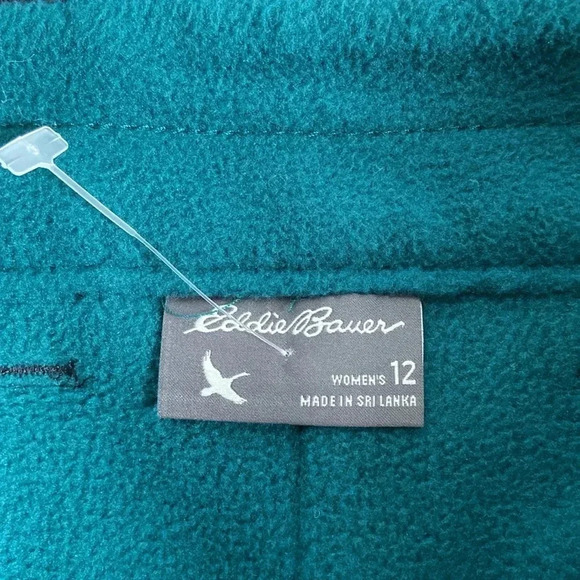 Eddie Bauer
WOMEN'S 12
MADE IN SRI LANKA